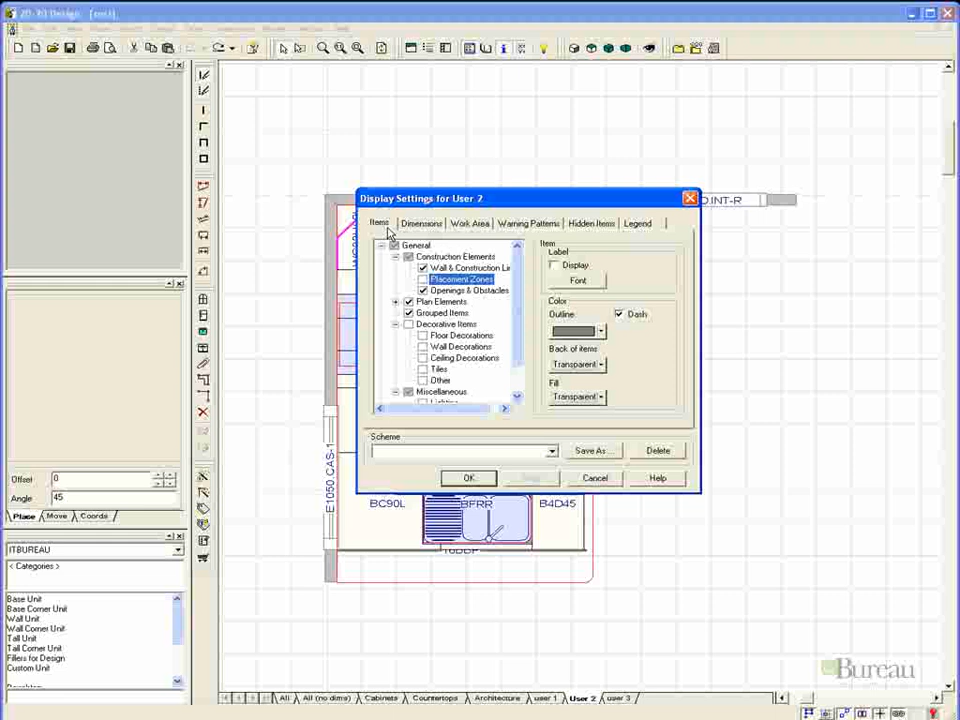 20-20 Design - [test]
D.INT-R
Display Settings for User 2
Items Dimensions Work Area Warning Patterns Hidden Items Legend
General
Construction Elements
Wall & Construction Lin
Placement Zones
Openings & Obstacles
Plan Elements
Grouped Items
Decorative Items
Floor Decorations
Wall Decorations
Ceiling Decorations
Tiles
Other
Miscellaneous
Lighting
Item
Label
Display
Font
Color
Outline:
Dash
Back of items
Transparent
Fill
Transparent
Scheme
Save As... Delete
OK Cancel Help
E1050.CAS-1
BC90L BFRR B4D45
Offset 0
Angle 45
Place Move Coords
ITBUREAU
< Categories >
Base Unit
Base Corner Unit
Wall Unit
Wall Corner Unit
Tall Unit
Tall Corner Unit
Fillers for Design
Custom Unit
Bureau
All All (no dims) Cabinets Countertops Architecture user 1 User 2 user 3